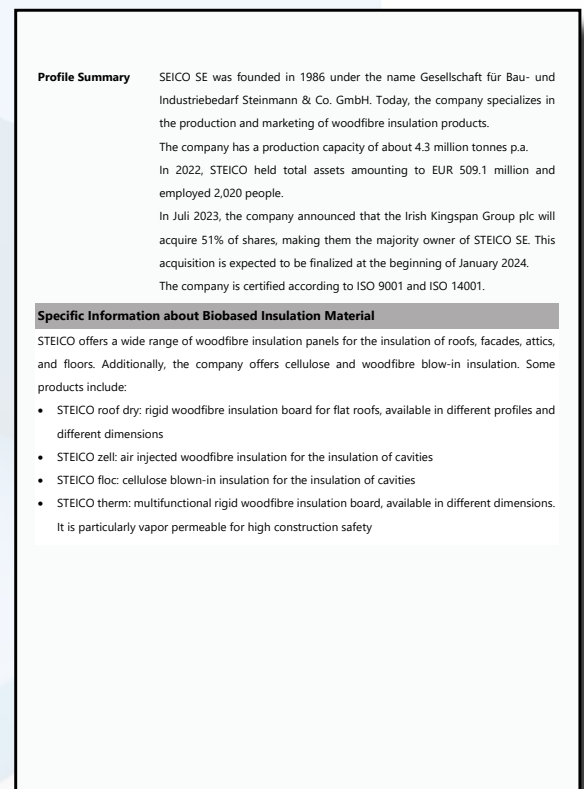 Profile Summary SEICO SE was founded in 1986 under the name Gesellschaft für Bau- und
Industriebedarf Steinmann & Co. GmbH. Today, the company specializes in
the production and marketing of woodfibre insulation products.
The company has a production capacity of about 4.3 million tonnes p.a.
In 2022, STEICO held total assets amounting to EUR 509.1 million and
employed 2,020 people.
In Juli 2023, the company announced that the Irish Kingspan Group plc will
acquire 51% of shares, making them the majority owner of STEICO SE. This
acquisition is expected to be finalized at the beginning of January 2024.
The company is certified according to ISO 9001 and ISO 14001.
Specific Information about Biobased Insulation Material
STEICO offers a wide range of woodfibre insulation panels for the insulation of roofs, facades, attics,
and floors. Additionally, the company offers cellulose and woodfibre blow-in insulation. Some
products include:
• STEICO roof dry: rigid woodfibre insulation board for flat roofs, available in different profiles and
different dimensions
• STEICO zell: air injected woodfibre insulation for the insulation of cavities
• STEICO floc: cellulose blown-in insulation for the insulation of cavities
• STEICO therm: multifunctional rigid woodfibre insulation board, available in different dimensions.
It is particularly vapor permeable for high construction safety